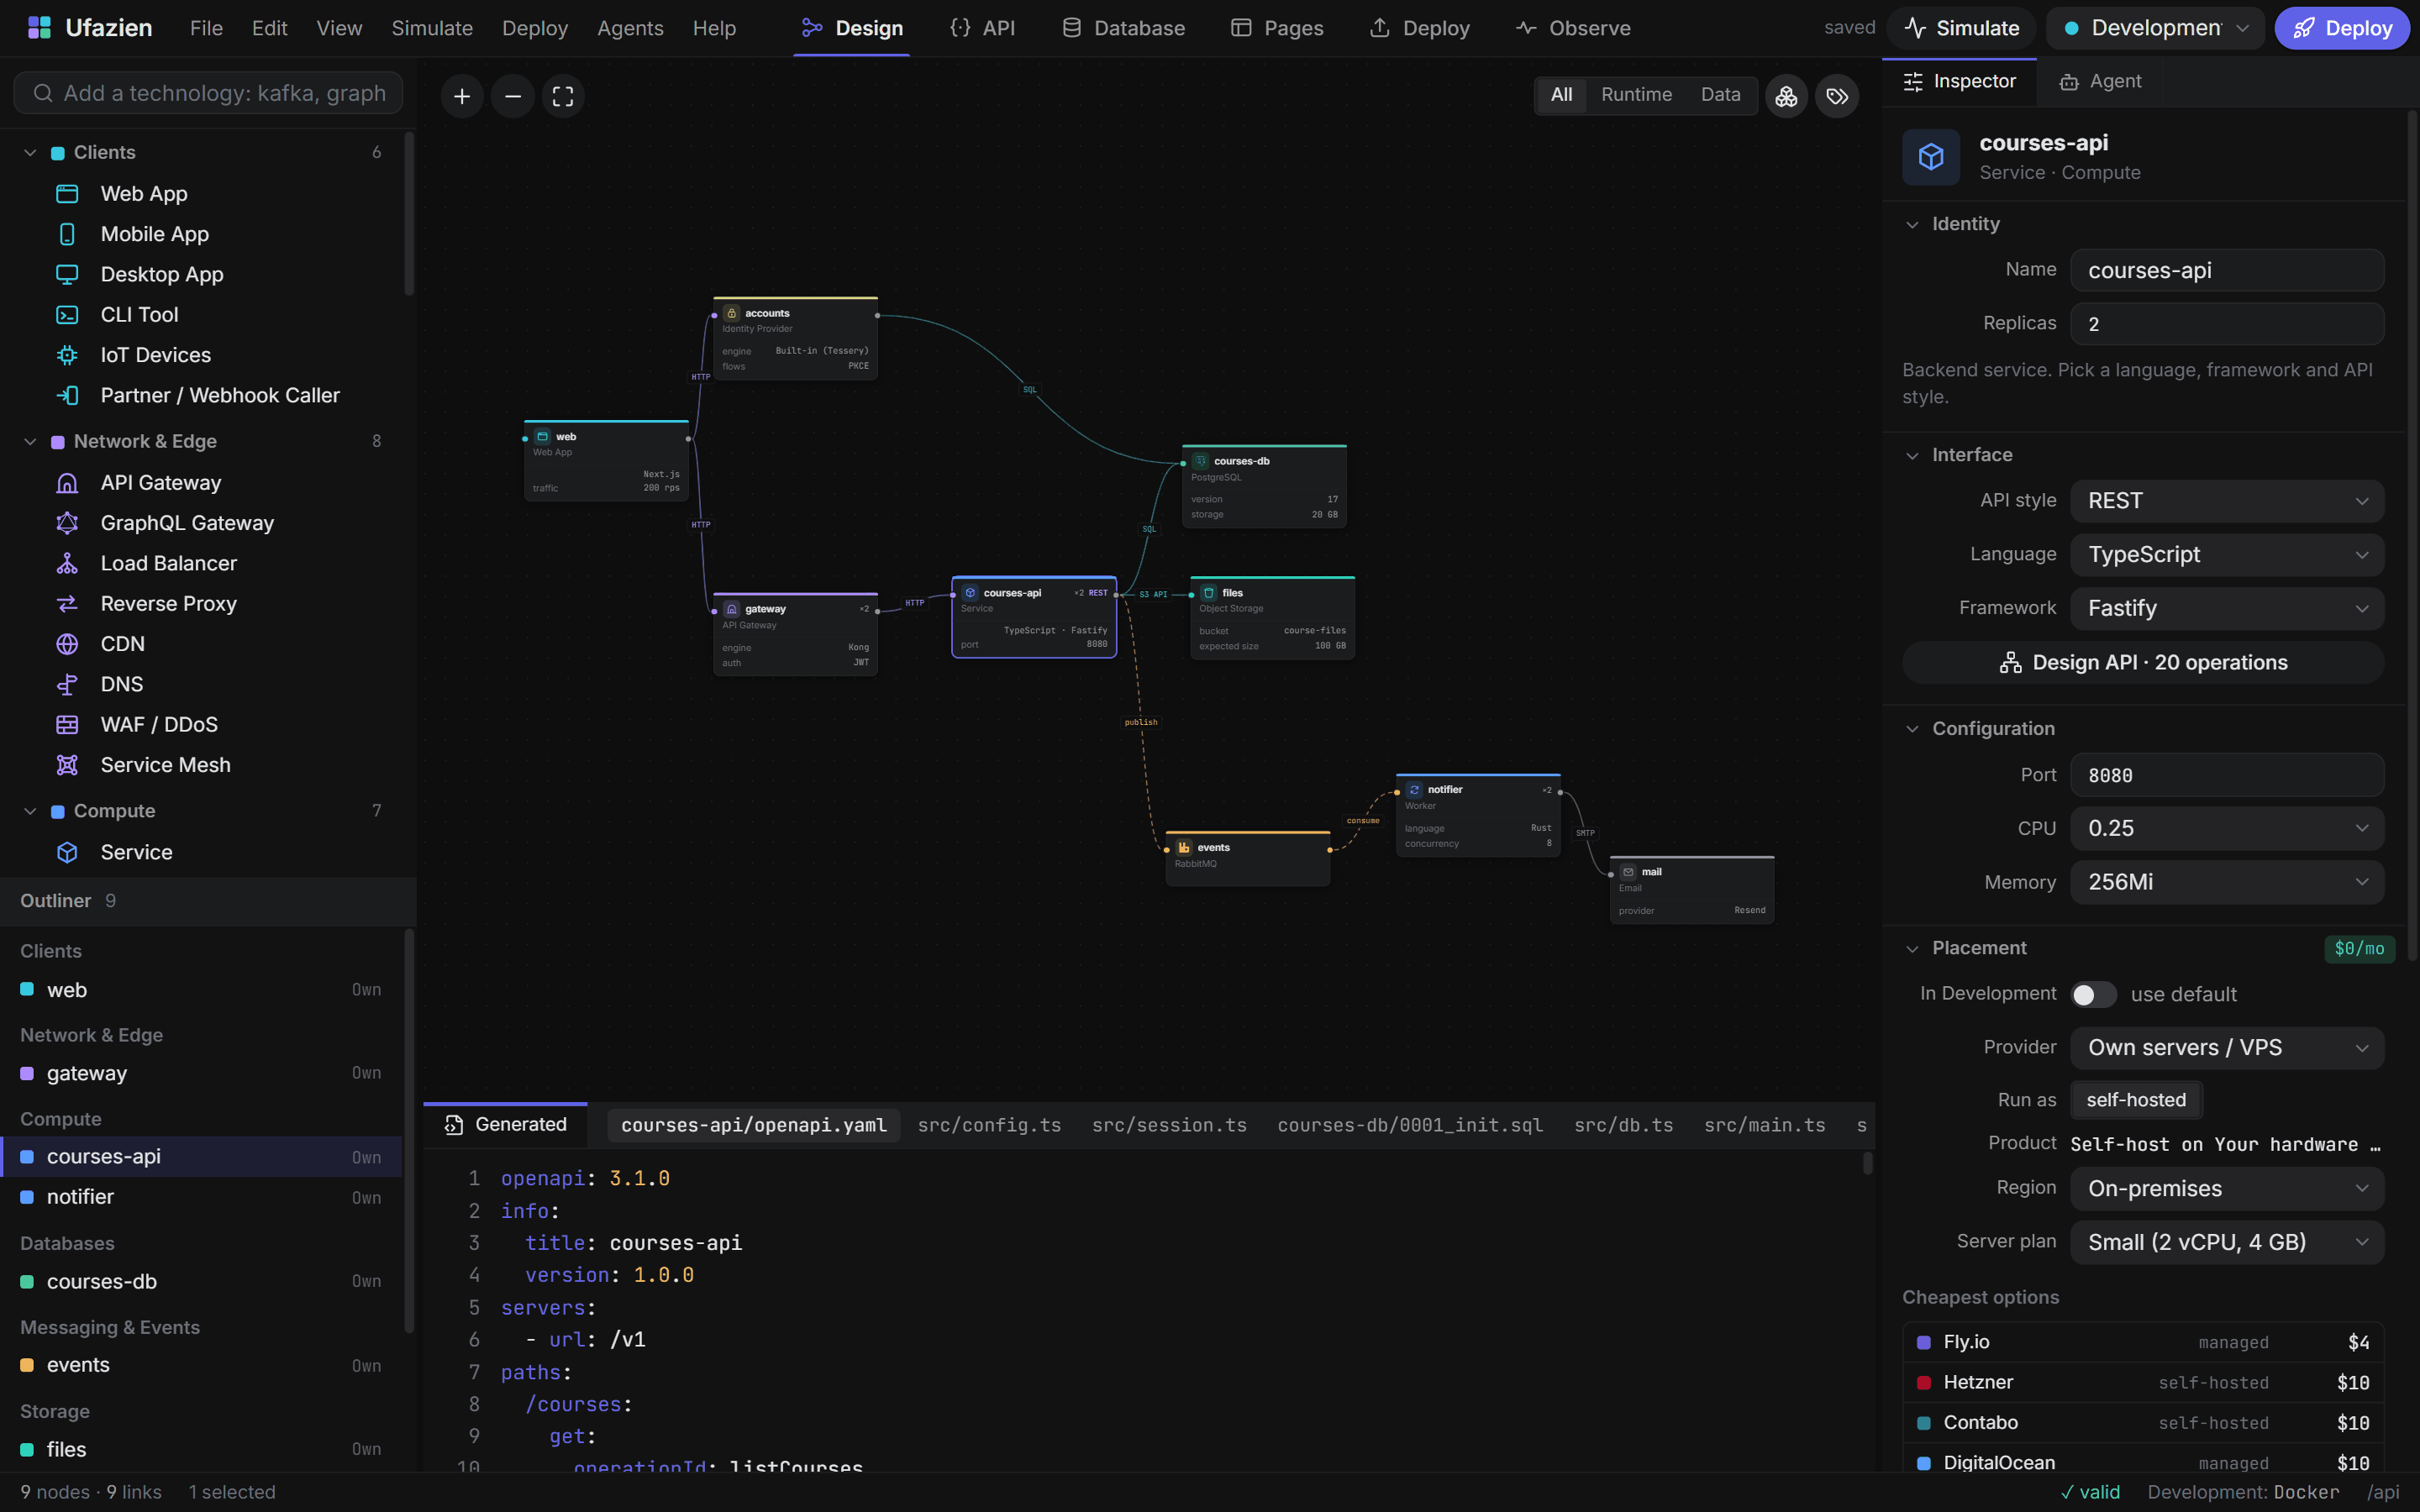 Ufazien File Edit View Simulate Deploy Agents Help Design API Database Pages Deploy Observe saved Simulate Development Deploy
Add a technology: kafka, graph
Clients 6
Web App
Mobile App
Desktop App
CLI Tool
IoT Devices
Partner / Webhook Caller
Network & Edge 8
API Gateway
GraphQL Gateway
Load Balancer
Reverse Proxy
CDN
DNS
WAF / DDoS
Service Mesh
Compute 7
Service
Outliner 9
Clients
web Own
Network & Edge
gateway Own
Compute
courses-api Own
notifier Own
Databases
courses-db Own
Messaging & Events
events Own
Storage
files Own
All Runtime Data
accounts
Identity Provider
engine Built-in (Tessery)
flows PKCE
HTTP
SQL
web
Web App
Next.js
traffic 200 rps
HTTP
courses-db
PostgreSQL
version 17
storage 20 GB
SQL
gateway ×2
API Gateway
engine Kong
auth JWT
HTTP
courses-api ×2 REST
Service
TypeScript · Fastify
port 8080
S3 API
files
Object Storage
bucket course-files
expected size 100 GB
publish
events
RabbitMQ
consume
notifier ×2
Worker
language Rust
concurrency 8
SMTP
mail
Email
provider Resend
Generated courses-api/openapi.yaml src/config.ts src/session.ts courses-db/0001_init.sql src/db.ts src/main.ts s
1 openapi: 3.1.0
2 info:
3 title: courses-api
4 version: 1.0.0
5 servers:
6 - url: /v1
7 paths:
8 /courses:
9 get:
10 operationId: listCourses
Inspector Agent
courses-api
Service · Compute
Identity
Name courses-api
Replicas 2
Backend service. Pick a language, framework and API
style.
Interface
API style REST
Language TypeScript
Framework Fastify
Design API · 20 operations
Configuration
Port 8080
CPU 0.25
Memory 256Mi
Placement $0/mo
In Development use default
Provider Own servers / VPS
Run as self-hosted
Product Self-host on Your hardware …
Region On-premises
Server plan Small (2 vCPU, 4 GB)
Cheapest options
Fly.io managed $4
Hetzner self-hosted $10
Contabo self-hosted $10
DigitalOcean managed $10
9 nodes · 9 links 1 selected ✓ valid Development: Docker /api